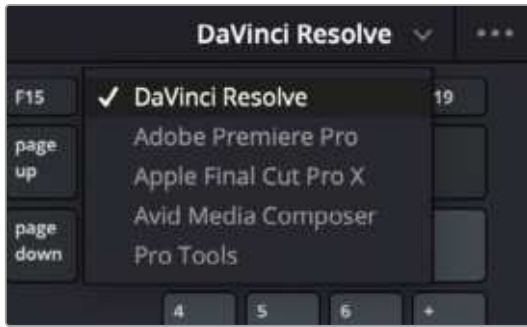 DaVinci Resolve
F15
✓ DaVinci Resolve
19
Adobe Premiere Pro
page
up
Apple Final Cut Pro X
Avid Media Composer
page
down
Pro Tools
4
5
6
+